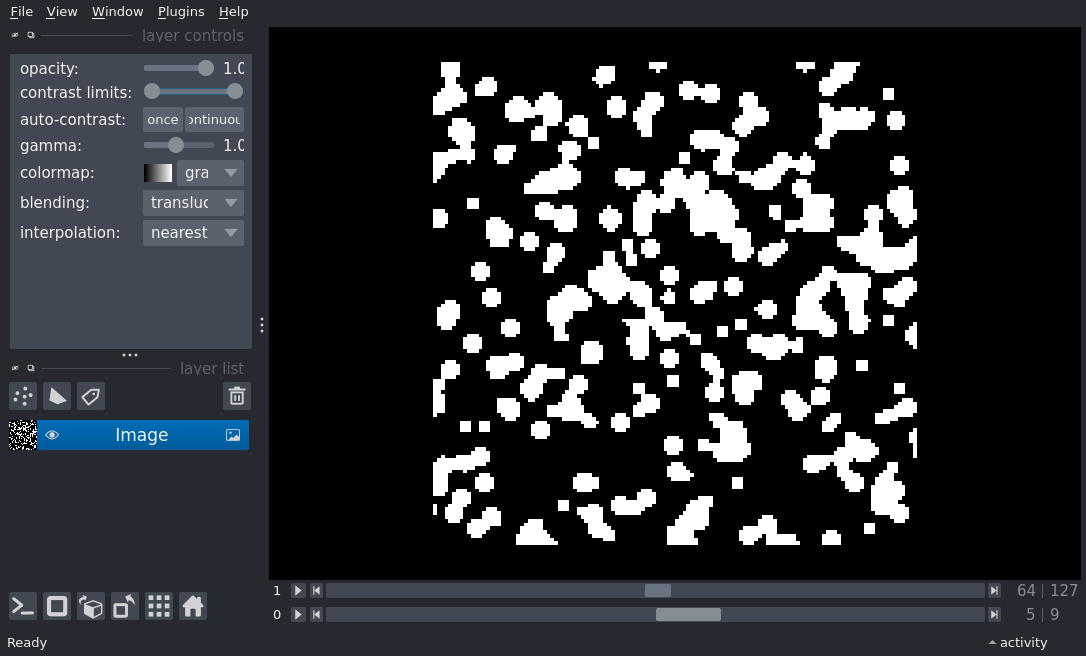 File View Window Plugins Help
layer controls
opacity: 1.0
contrast limits:
auto-contrast: once ontinuou
gamma: 1.0
colormap: gra
blending: transluc
interpolation: nearest
layer list
Image
1 64 127
0 5 9
Ready activity